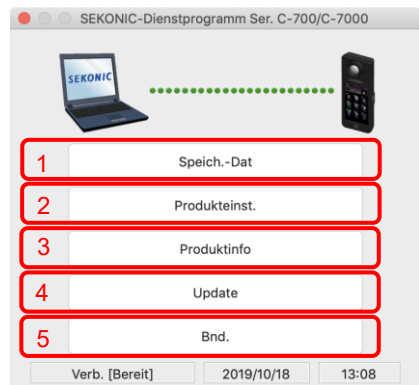 SEKONIC-Dienstprogramm Ser. C-700/C-7000
SEKONIC
1 Speich.-Dat
2 Produkteinst.
3 Produktinfo
4 Update
5 Bnd.
Verb. [Bereit] 2019/10/18 13:08